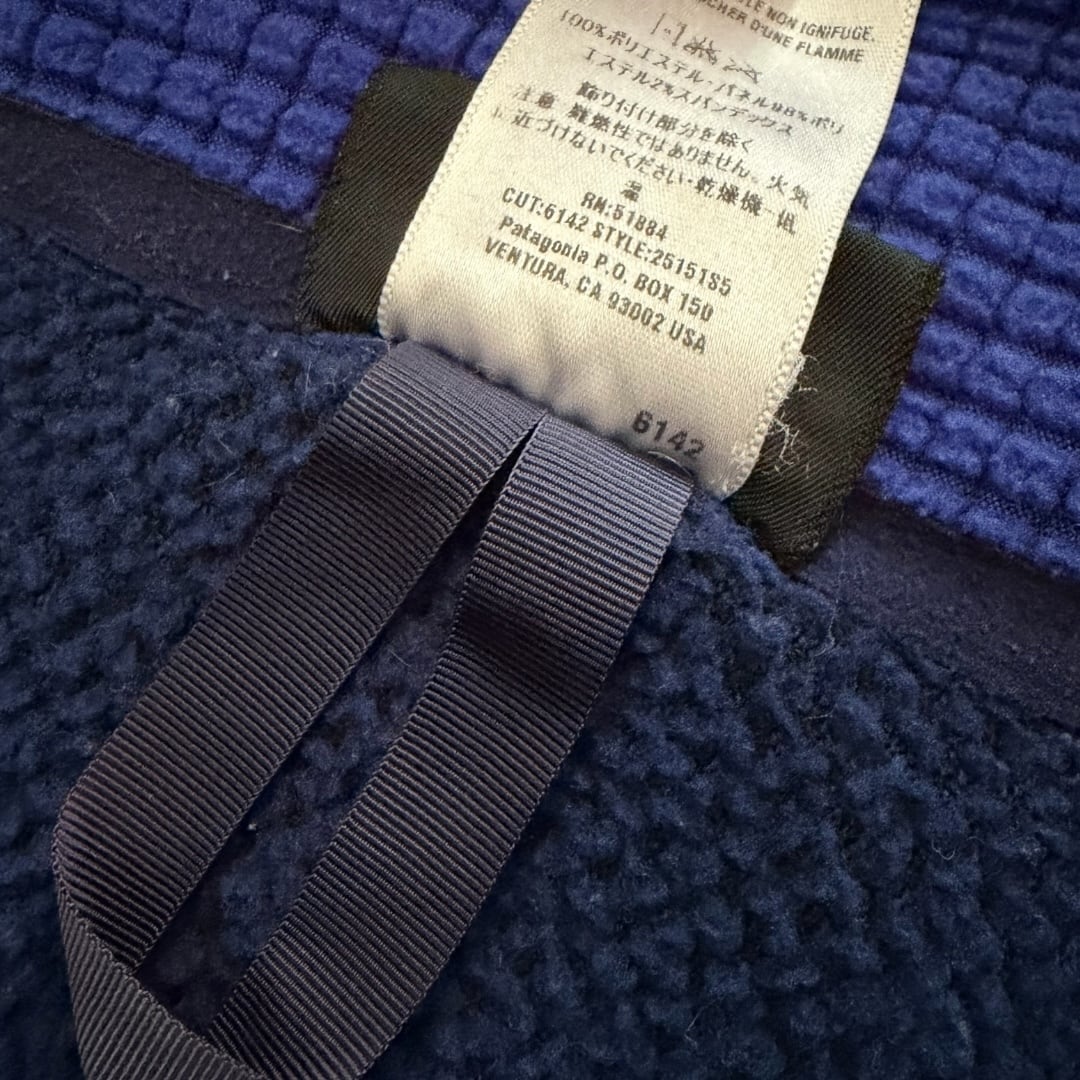 LE NON IGNIFUGE.
CHER D'UNE FLAMME
100%ポリエステル・パネル98%ポリ
エステル2%スパンデックス
飾り付け部分を除く
注意 難燃性ではありません。火気
に近づけないでください・乾燥機-低
温
RN:51884
CUT:6142 STYLE:25151S5
Patagonia P.O. BOX 150
VENTURA, CA 93002 USA
6142